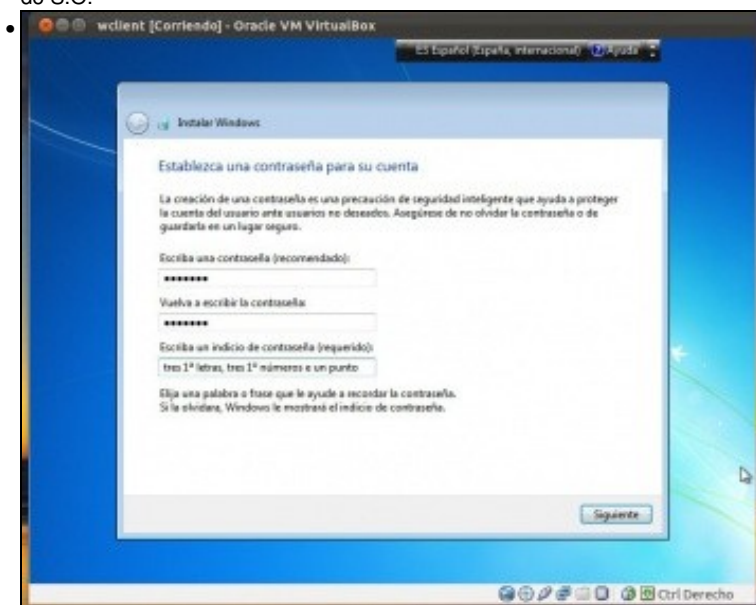 do S.O.
wclient [Corriendo] - Oracle VM VirtualBox
ES Español (España, internacional) Ayuda
Instalar Windows
Establezca una contraseña para su cuenta
La creación de una contraseña es una precaución de seguridad inteligente que ayuda a proteger
la cuenta del usuario ante usuarios no deseados. Asegúrese de no olvidar la contraseña o de
guardarla en un lugar seguro.
Escriba una contraseña (recomendado):
•••••••
Vuelva a escribir la contraseña:
•••••••
Escriba un indicio de contraseña (requerido):
tres 1ª letras, tres 1º números e un punto
Elija una palabra o frase que le ayude a recordar la contraseña.
Si la olvidara, Windows le mostrará el indicio de contraseña.
Siguiente
Ctrl Derecho